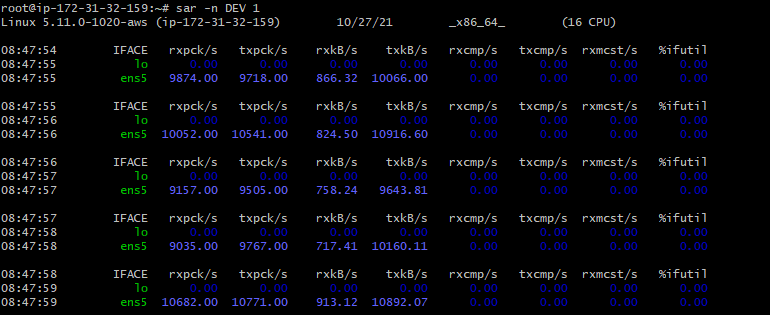 root@ip-172-31-32-159:~# sar -n DEV 1
Linux 5.11.0-1020-aws (ip-172-31-32-159) 10/27/21 _x86_64_ (16 CPU)
08:47:54 IFACE rxpck/s txpck/s rxkB/s txkB/s rxcmp/s txcmp/s rxmcst/s %ifutil
08:47:55 lo 0.00 0.00 0.00 0.00 0.00 0.00 0.00 0.00
08:47:55 ens5 9874.00 9718.00 866.32 10066.00 0.00 0.00 0.00 0.00
08:47:55 IFACE rxpck/s txpck/s rxkB/s txkB/s rxcmp/s txcmp/s rxmcst/s %ifutil
08:47:56 lo 0.00 0.00 0.00 0.00 0.00 0.00 0.00 0.00
08:47:56 ens5 10052.00 10541.00 824.50 10916.60 0.00 0.00 0.00 0.00
08:47:56 IFACE rxpck/s txpck/s rxkB/s txkB/s rxcmp/s txcmp/s rxmcst/s %ifutil
08:47:57 lo 0.00 0.00 0.00 0.00 0.00 0.00 0.00 0.00
08:47:57 ens5 9157.00 9505.00 758.24 9643.81 0.00 0.00 0.00 0.00
08:47:57 IFACE rxpck/s txpck/s rxkB/s txkB/s rxcmp/s txcmp/s rxmcst/s %ifutil
08:47:58 lo 0.00 0.00 0.00 0.00 0.00 0.00 0.00 0.00
08:47:58 ens5 9035.00 9767.00 717.41 10160.11 0.00 0.00 0.00 0.00
08:47:58 IFACE rxpck/s txpck/s rxkB/s txkB/s rxcmp/s txcmp/s rxmcst/s %ifutil
08:47:59 lo 0.00 0.00 0.00 0.00 0.00 0.00 0.00 0.00
08:47:59 ens5 10682.00 10771.00 913.12 10892.07 0.00 0.00 0.00 0.00